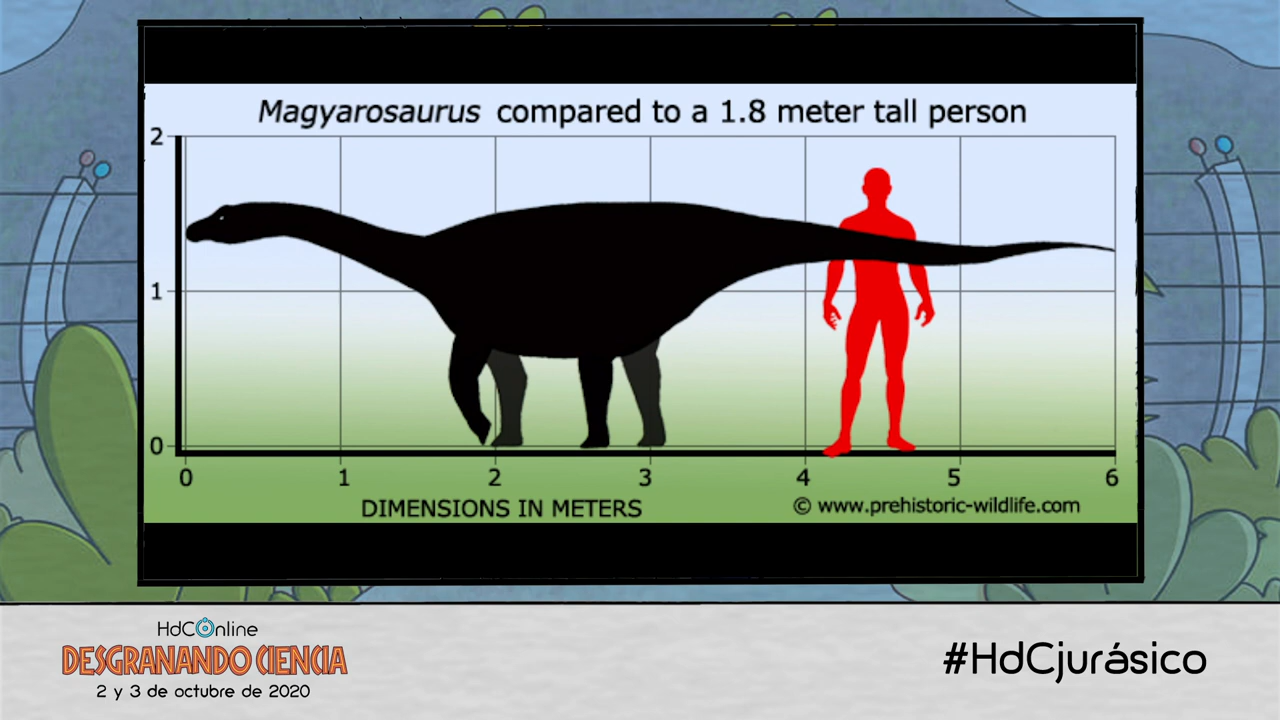 Magyarosaurus compared to a 1.8 meter tall person
2
1
0
0 1 2 3 4 5 6
DIMENSIONS IN METERS
© www.prehistoric-wildlife.com
HdCOnline
DESGRANANDO CIENCIA
2 y 3 de octubre de 2020
#HdCjurásico